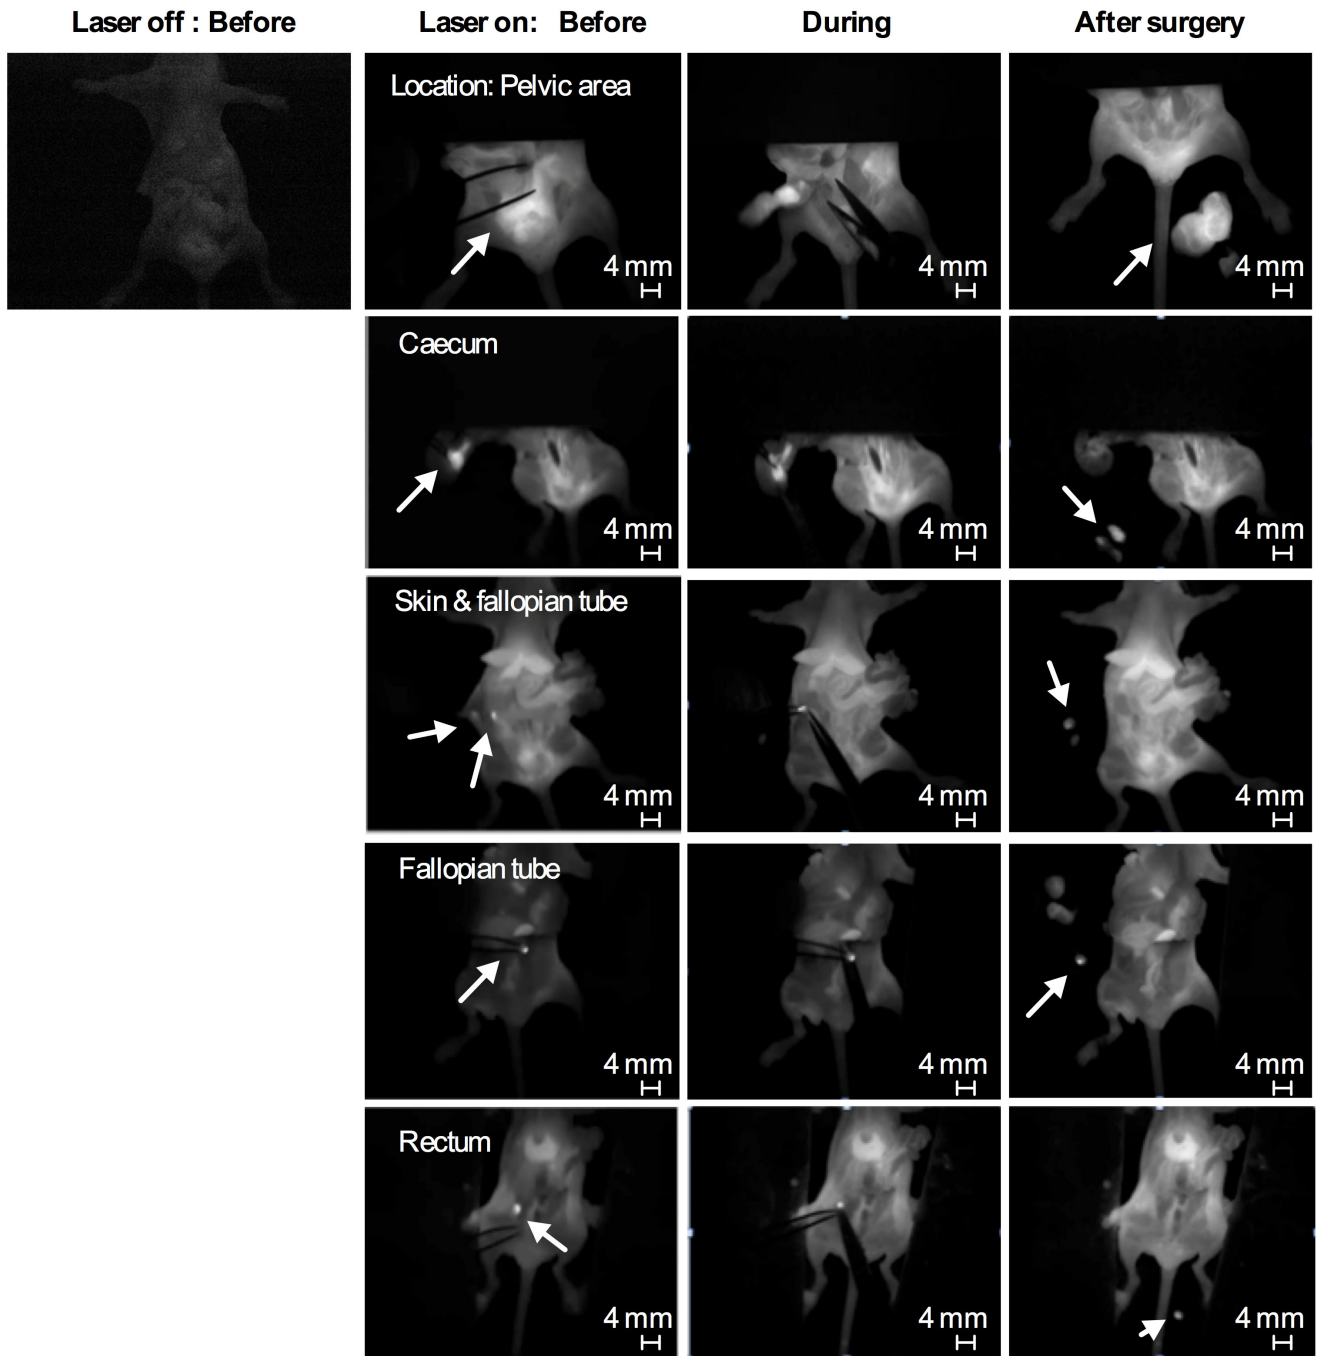 Laser off : Before
Laser on: Before
During
After surgery
Location: Pelvic area
4 mm
4 mm
4 mm
Caecum
4 mm
4 mm
4 mm
Skin & fallopian tube
4 mm
4 mm
4 mm
Fallopian tube
4 mm
4 mm
4 mm
Rectum
4 mm
4 mm
4 mm